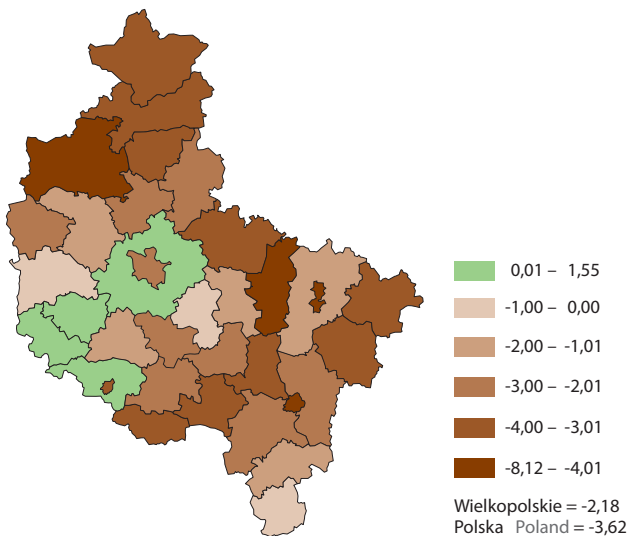 0,01 – 1,55
-1,00 – 0,00
-2,00 – -1,01
-3,00 – -2,01
-4,00 – -3,01
-8,12 – -4,01
Wielkopolskie = -2,18
Polska Poland = -3,62